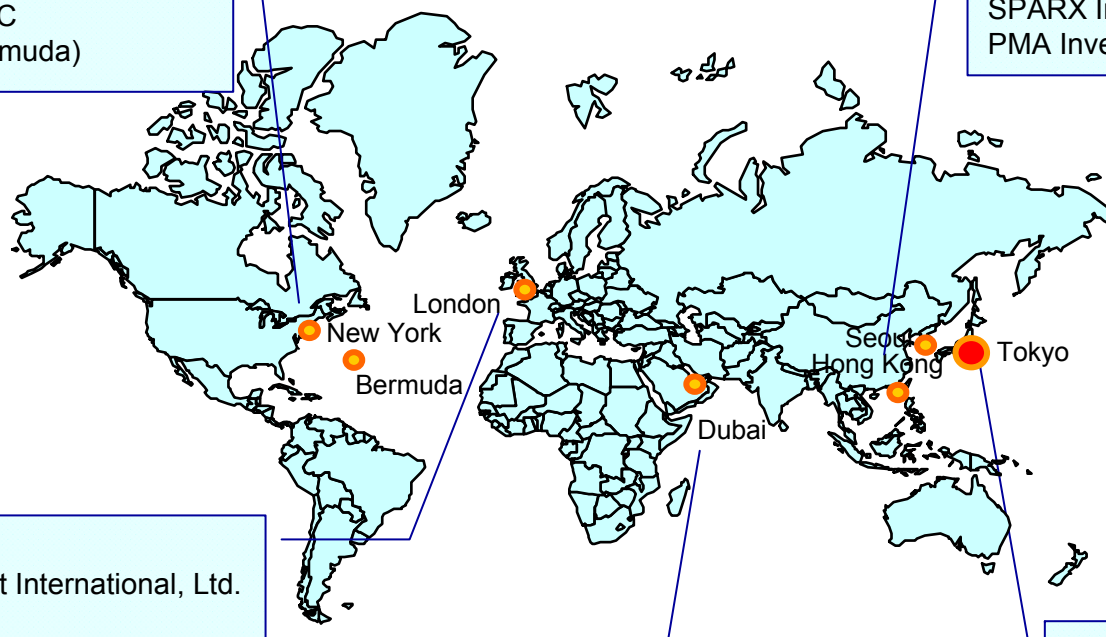 C
muda)
SPARX I
PMA Inve
London
New York
Bermuda
Seoul
Hong Kong
Tokyo
Dubai
t International, Ltd.